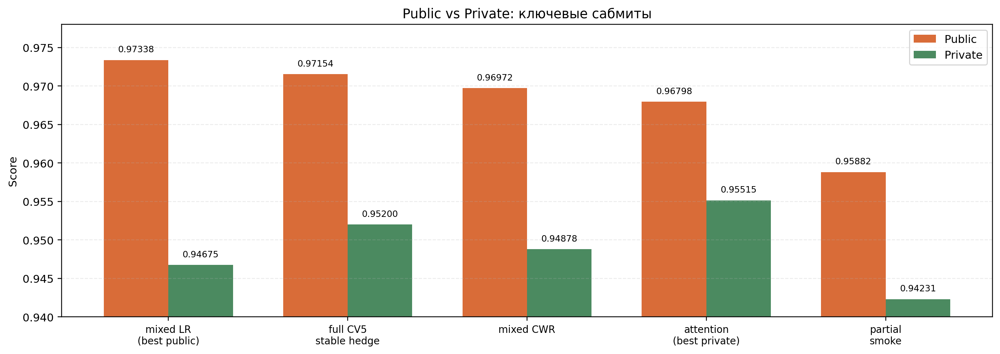 Public vs Private: ключевые сабмиты
Public
Private
Score
0.975
0.970
0.965
0.960
0.955
0.950
0.945
0.940
0.97338
0.94675
0.97154
0.95200
0.96972
0.94878
0.96798
0.95515
0.95882
0.94231
mixed LR
(best public)
full CV5
stable hedge
mixed CWR
attention
(best private)
partial
smoke